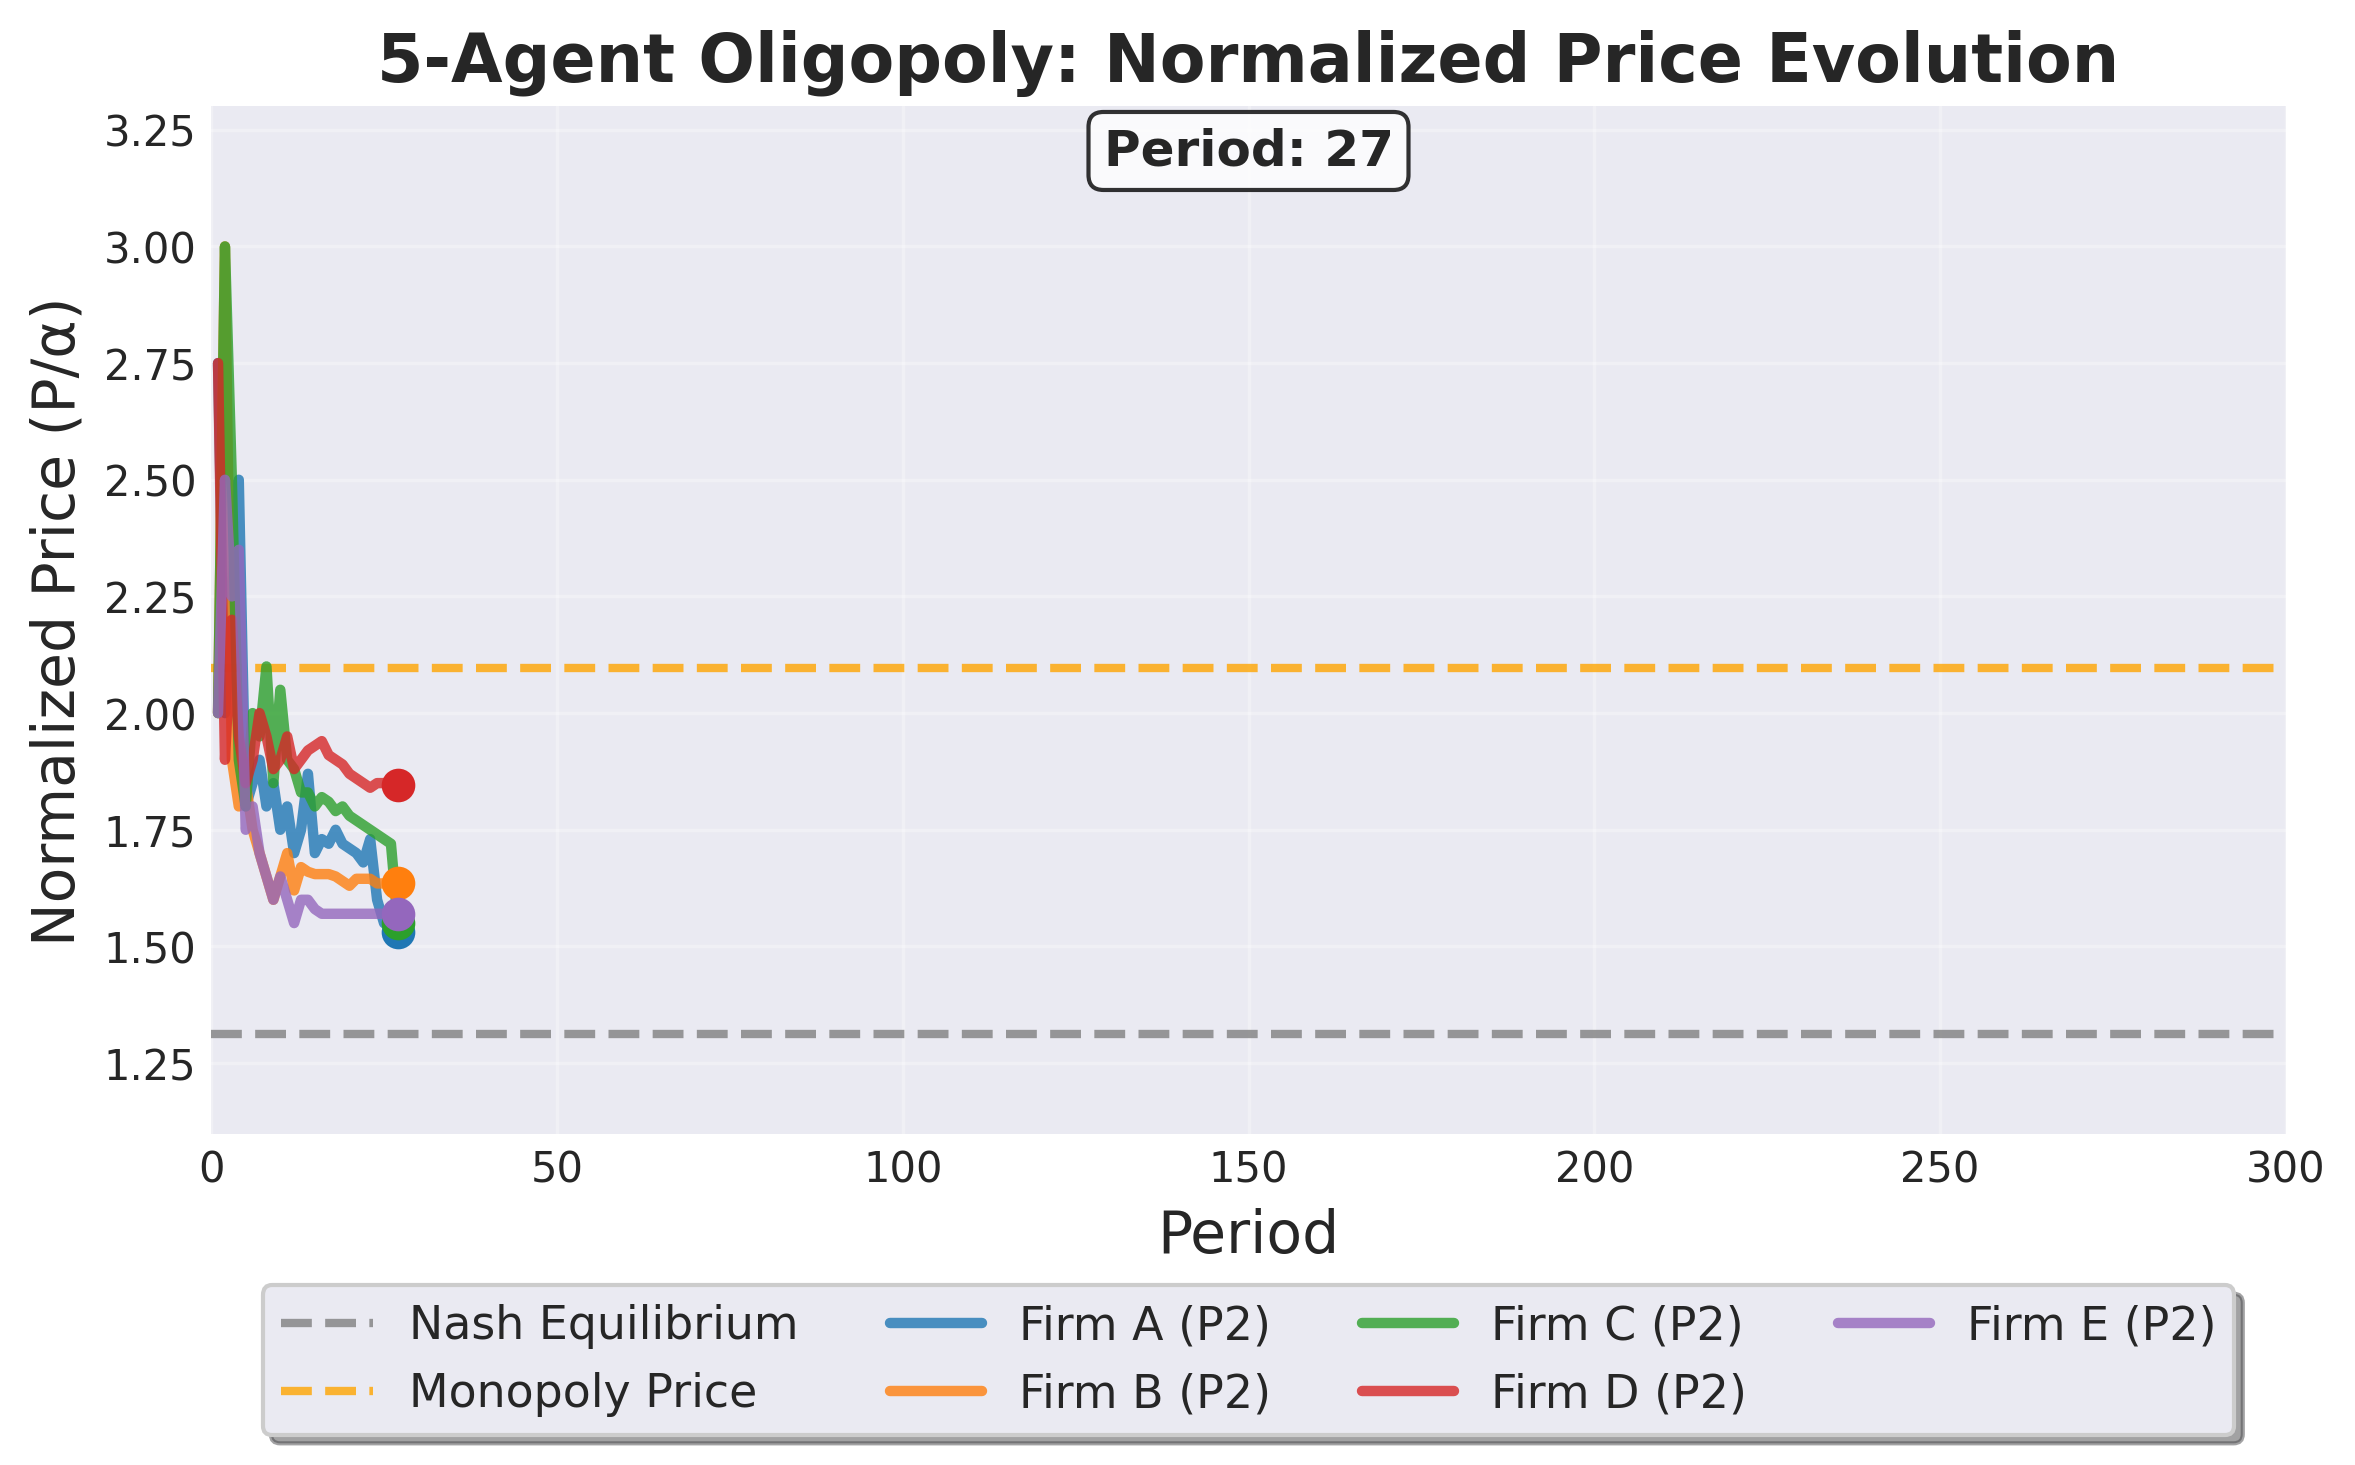 5-Agent Oligopoly: Normalized Price Evolution
Period: 27
Normalized Price (P/α)
3.25
3.00
2.75
2.50
2.25
2.00
1.75
1.50
1.25
0 50 100 150 200 250 300
Period
Nash Equilibrium
Monopoly Price
Firm A (P2)
Firm B (P2)
Firm C (P2)
Firm D (P2)
Firm E (P2)